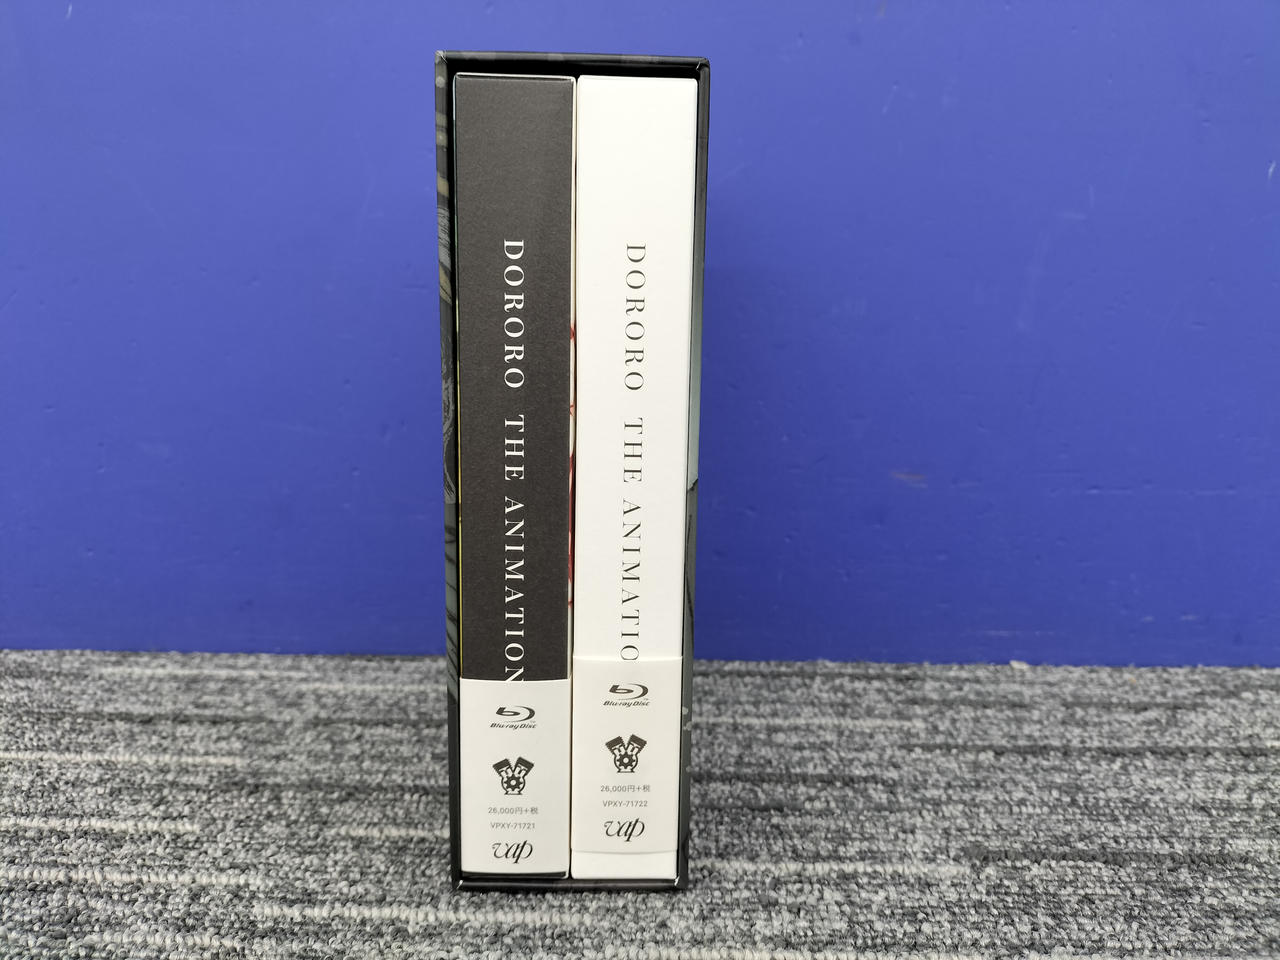 DORORO THE ANIMATION
Blu-ray Disc
26,000円+税
VPXY-71721
vap
DORORO THE ANIMATIO
Blu-ray Disc
26,000円+税
VPXY-71722
vap